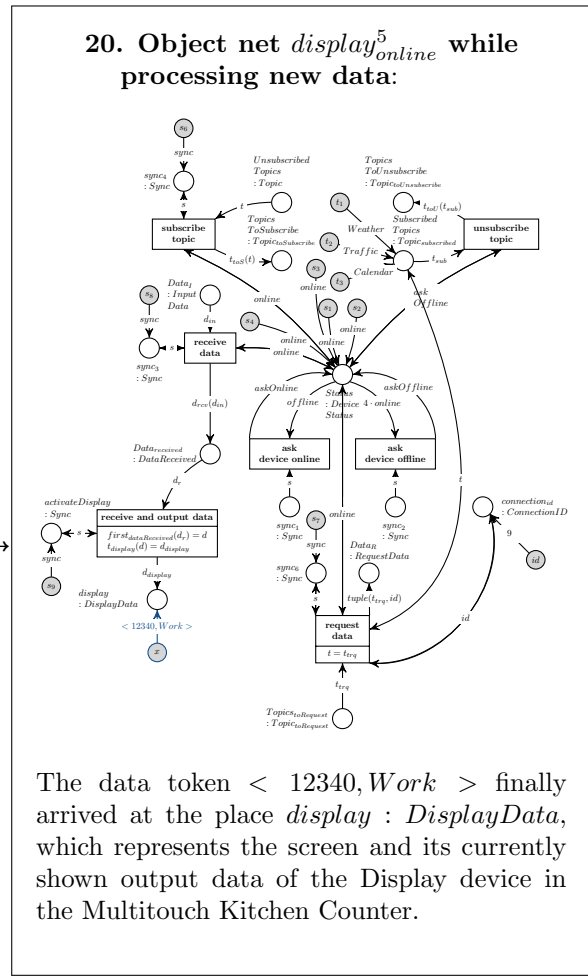 20. Object net display⁵online while
processing new data:
s6
sync
sync4
: Sync
s
Unsubscribed
Topics
: Topic
t
subscribe
topic
Topics
ToSubscribe
: TopictoSubscribe
ttoS(t)
Topics
ToUnsubscribe
: TopictoUnsubscribe
ttoU(tsub)
t1
Weather
t2
Traffic
t3
Calendar
Subscribed
Topics
: Topicsubscribed
tsub
unsubscribe
topic
ask
Offline
online
s3
online
s1
online
s2
online
s4
online
online
s8
sync
sync3
: Sync
s
DataI
: Input
Data
din
receive
data
drcv(din)
Datareceived
: DataReceived
dr
Status
: Device
Status
askOnline
offline
askOffline
4 · online
ask
device online
ask
device offline
s
s
sync1
: Sync
sync2
: Sync
activateDisplay
: Sync
s
sync
s9
receive and output data
firstdataReceived(dr) = d
tdisplay(d) = ddisplay
ddisplay
display
: DisplayData
< 12340, Work >
x
s7
sync
sync6
: Sync
s
online
DataR
: RequestData
tuple(ttrq, id)
t
connectionid
: ConnectionID
9
id
id
request
data
t = ttrq
ttrq
TopicstoRequest
: TopictoRequest
The data token < 12340, Work > finally
arrived at the place display : DisplayData,
which represents the screen and its currently
shown output data of the Display device in
the Multitouch Kitchen Counter.